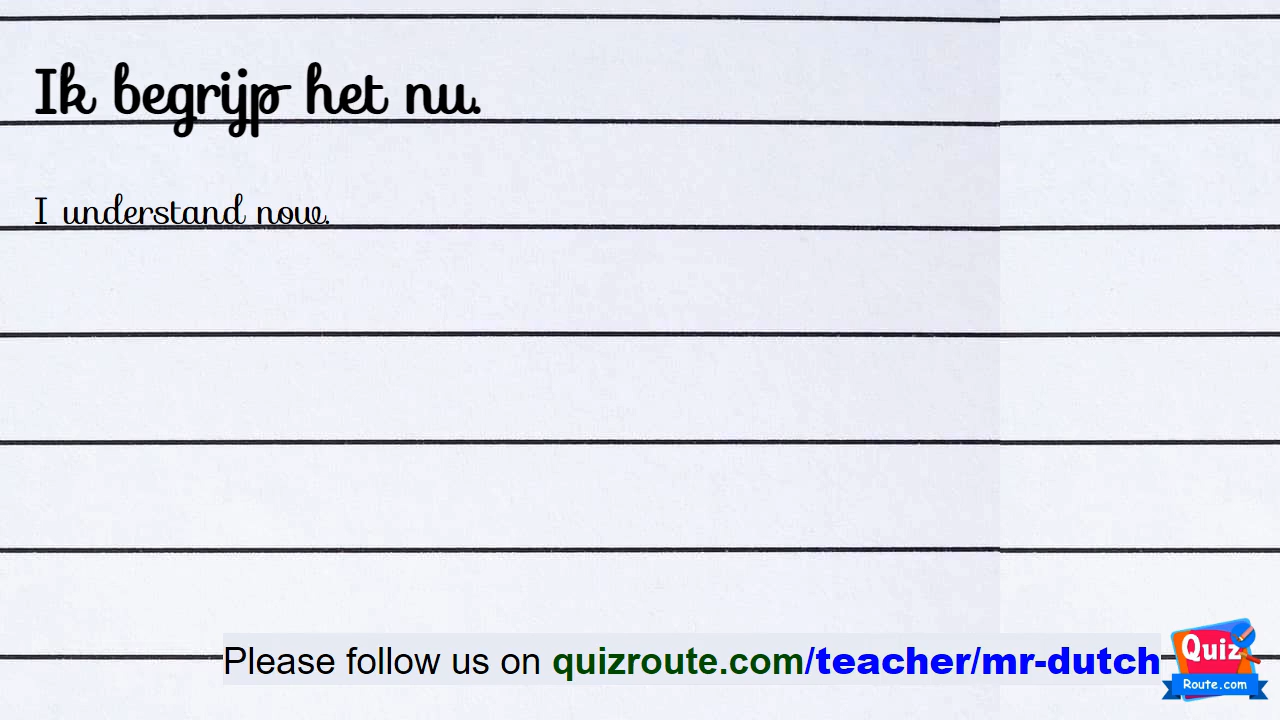 Ik begrijp het nu.
I understand now.
Please follow us on quizroute.com/teacher/mr-dutch
Quiz
Route.com